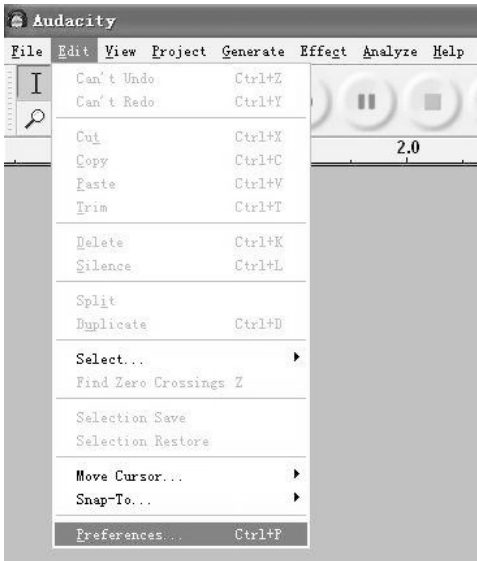 Audacity
File Edit View Project Generate Effect Analyze Help
Can't Undo Ctrl+Z
Can't Redo Ctrl+Y
2.0
Cut Ctrl+X
Copy Ctrl+C
Paste Ctrl+V
Trim Ctrl+T
Delete Ctrl+K
Silence Ctrl+L
Split
Duplicate Ctrl+D
Select...
Find Zero Crossings Z
Selection Save
Selection Restore
Move Cursor...
Snap-To...
Preferences... Ctrl+P